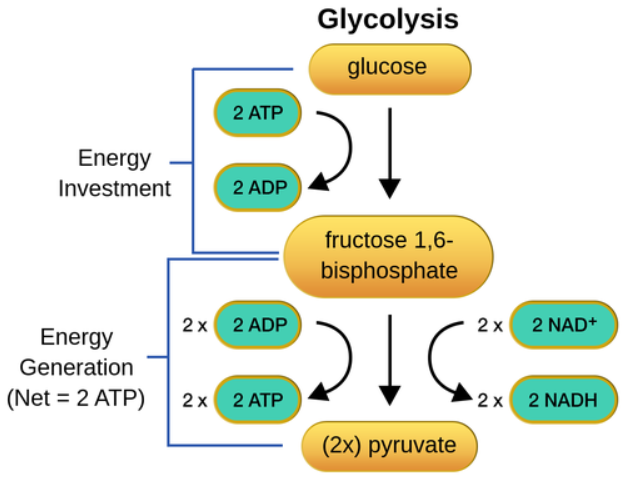 Glycolysis
glucose
2 ATP
2 ADP
Energy
Investment
fructose 1,6-
bisphosphate
2 x 2 ADP
2 x 2 NAD⁺
Energy
Generation
(Net = 2 ATP)
2 x 2 ATP
2 x 2 NADH
(2x) pyruvate